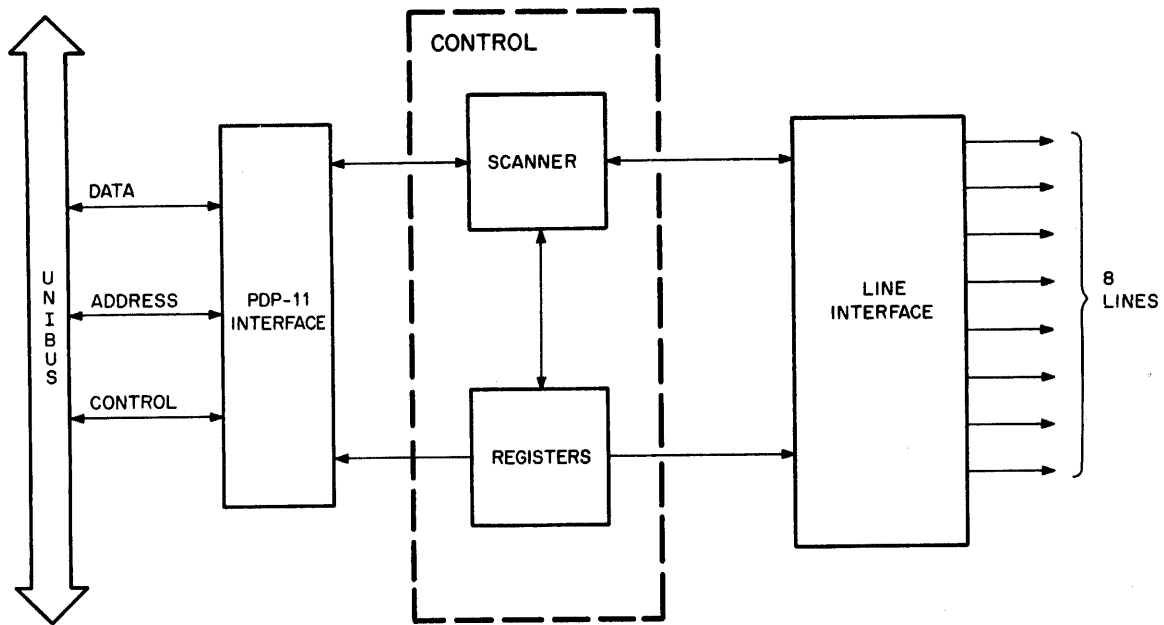 UNIBUS
DATA
ADDRESS
CONTROL
PDP-11
INTERFACE
CONTROL
SCANNER
REGISTERS
LINE
INTERFACE
8
LINES